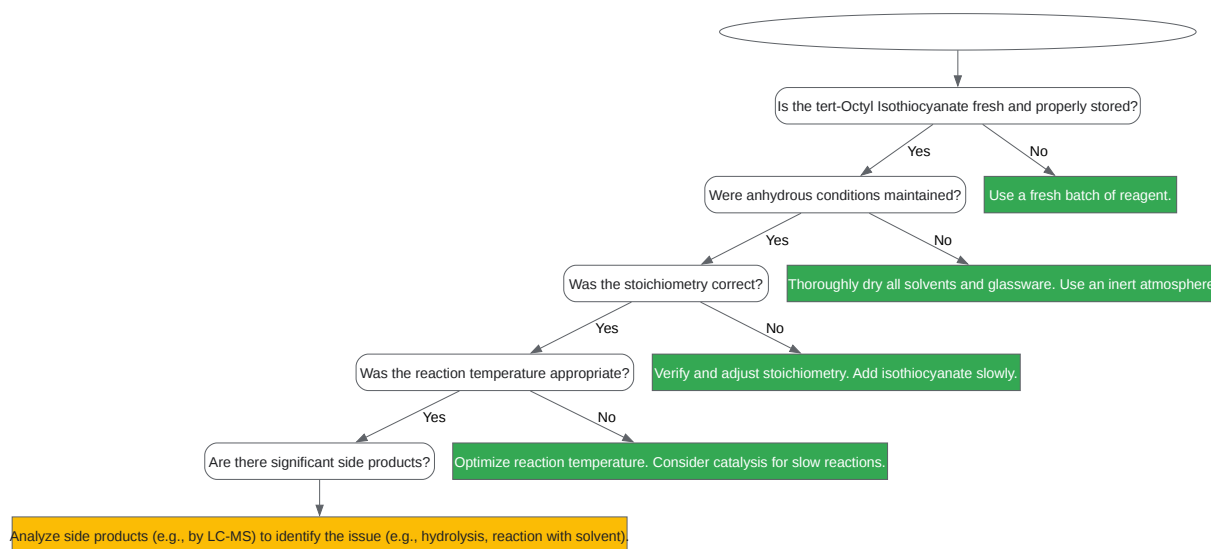 Is the tert-Octyl Isothiocyanate fresh and properly stored?
Yes
No
Were anhydrous conditions maintained?
Use a fresh batch of reagent.
Yes
No
Was the stoichiometry correct?
Thoroughly dry all solvents and glassware. Use an inert atmosphere
Yes
No
Was the reaction temperature appropriate?
Verify and adjust stoichiometry. Add isothiocyanate slowly.
Yes
No
Are there significant side products?
Optimize reaction temperature. Consider catalysis for slow reactions.
Analyze side products (e.g., by LC-MS) to identify the issue (e.g., hydrolysis, reaction with solvent).